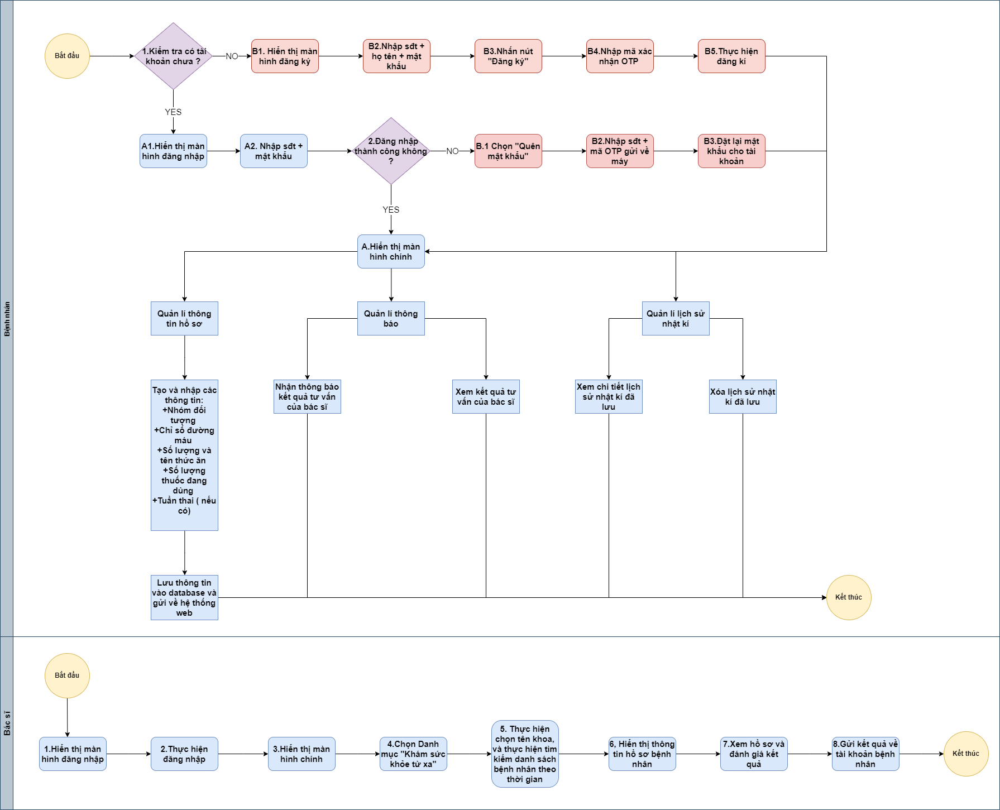 Bệnh nhân
Bắt đầu
1.Kiểm tra có tài
khoản chưa ?
NO
B1. Hiển thị màn
hình đăng ký
B2.Nhập sđt +
họ tên + mật
khẩu
B3.Nhấn nút
"Đăng ký"
B4.Nhập mã xác
nhận OTP
B5.Thực hiện
đăng kí
YES
A1.Hiển thị màn
hình đăng nhập
A2. Nhập sđt +
mật khẩu
2.Đăng nhập
thành công không
?
NO
B.1 Chọn "Quên
mật khẩu"
B2.Nhập sđt +
mã OTP gửi về
máy
B3.Đặt lại mật
khẩu cho tài
khoản
YES
A.Hiển thị màn
hình chính
Quản lí thông
tin hồ sơ
Quản lí thông
báo
Quản lí lịch sử
nhật kí
Tạo và nhập các
thông tin:
+Nhóm đối
tượng
+Chỉ số đường
máu
+Số lượng và
tên thức ăn
+Số lượng
thuốc đang
dùng
+Tuần thai ( nếu
có)
Nhận thông báo
kết quả tư vấn
của bác sĩ
Xem kết quả tư
vấn của bác sĩ
Xem chi tiết lịch
sử nhật kí đã
lưu
Xóa lịch sử nhật
kí đã lưu
Lưu thông tin
vào database và
gửi về hệ thống
web
Kết thúc
Bác sĩ
Bắt đầu
1.Hiển thị màn
hình đăng nhập
2.Thực hiện
đăng nhập
3.Hiển thị màn
hình chính
4.Chọn Danh
mục "Khám sức
khỏe từ xa"
5. Thực hiện
chọn tên khoa,
và thực hiện tìm
kiếm danh sách
bệnh nhân theo
thời gian
6, Hiển thị thông
tin hồ sơ bệnh
nhân
7.Xem hồ sơ và
đánh giá kết
quả
8.Gửi kết quả về
tài khoản bệnh
nhân
Kết thúc